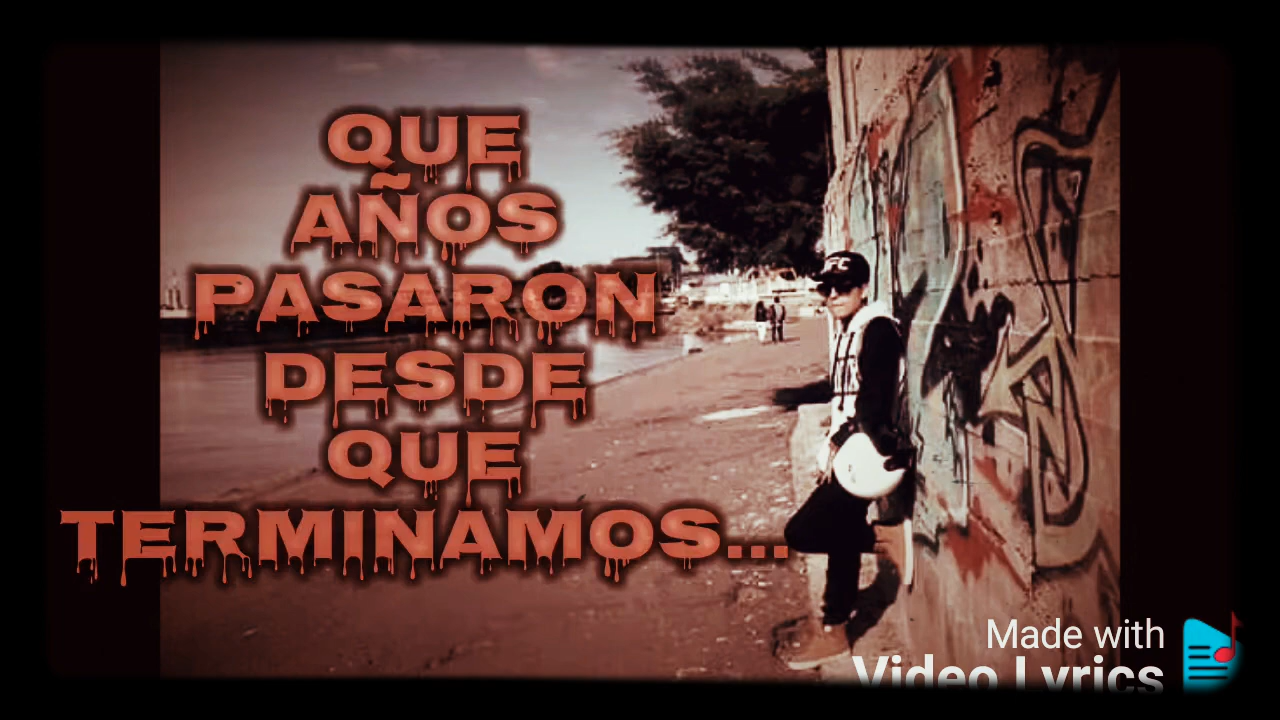 QUE
AÑOS
PASARON
DESDE
QUE
TERMINAMOS...
Made with
Video Lyrics